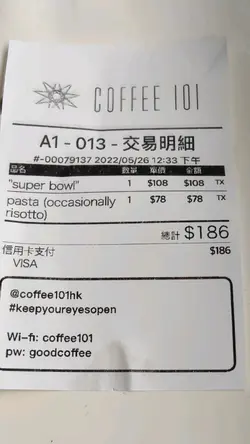 COFFEE 101
A1 - 013 - 交易明細
#-00079137 2022/05/26 12:33 下午
品名 數量 單價 金額
"super bowl" 1 $108 $108 TX
pasta (occasionally 1 $78 $78 TX
risotto)
總計 $186
信用卡支付 $186
VISA
@coffee101hk
#keepyoureyesopen
Wi-fi: coffee101
pw: goodcoffee